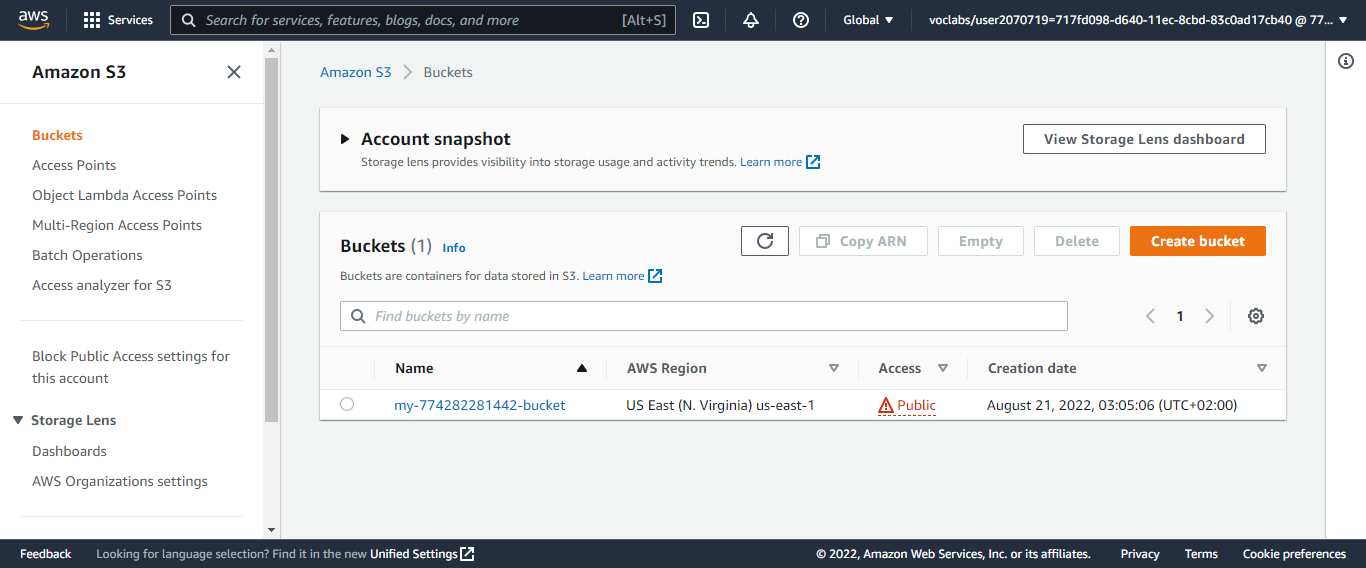 aws Services Search for services, features, blogs, docs, and more [Alt+S] Global voclabs/user2070719=717fd098-d640-11ec-8cbd-83c0ad17cb40 @ 77...
Amazon S3
Buckets
Access Points
Object Lambda Access Points
Multi-Region Access Points
Batch Operations
Access analyzer for S3
Block Public Access settings for
this account
Storage Lens
Dashboards
AWS Organizations settings
Amazon S3 Buckets
Account snapshot
View Storage Lens dashboard
Storage lens provides visibility into storage usage and activity trends. Learn more
Buckets (1) Info
Copy ARN Empty Delete Create bucket
Buckets are containers for data stored in S3. Learn more
Find buckets by name
1
Name AWS Region Access Creation date
my-774282281442-bucket US East (N. Virginia) us-east-1 Public August 21, 2022, 03:05:06 (UTC+02:00)
Feedback Looking for language selection? Find it in the new Unified Settings © 2022, Amazon Web Services, Inc. or its affiliates. Privacy Terms Cookie preferences